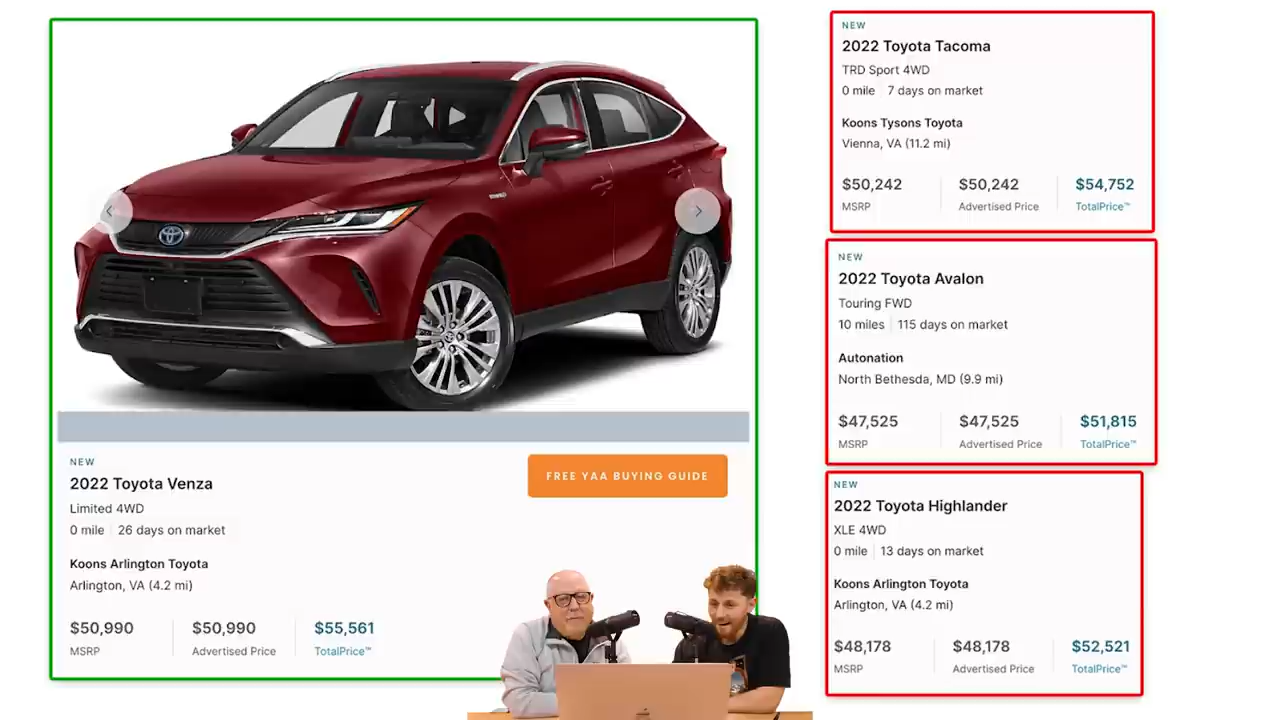 NEW
2022 Toyota Venza
Limited 4WD
0 mile 26 days on market
Koons Arlington Toyota
Arlington, VA (4.2 mi)
$50,990 $50,990 $55,561
MSRP Advertised Price TotalPrice™
FREE YAA BUYING GUIDE
NEW
2022 Toyota Tacoma
TRD Sport 4WD
0 mile 7 days on market
Koons Tysons Toyota
Vienna, VA (11.2 mi)
$50,242 $50,242 $54,752
MSRP Advertised Price TotalPrice™
NEW
2022 Toyota Avalon
Touring FWD
10 miles 115 days on market
Autonation
North Bethesda, MD (9.9 mi)
$47,525 $47,525 $51,815
MSRP Advertised Price TotalPrice™
NEW
2022 Toyota Highlander
XLE 4WD
0 mile 13 days on market
Koons Arlington Toyota
Arlington, VA (4.2 mi)
$48,178 $48,178 $52,521
MSRP Advertised Price TotalPrice™